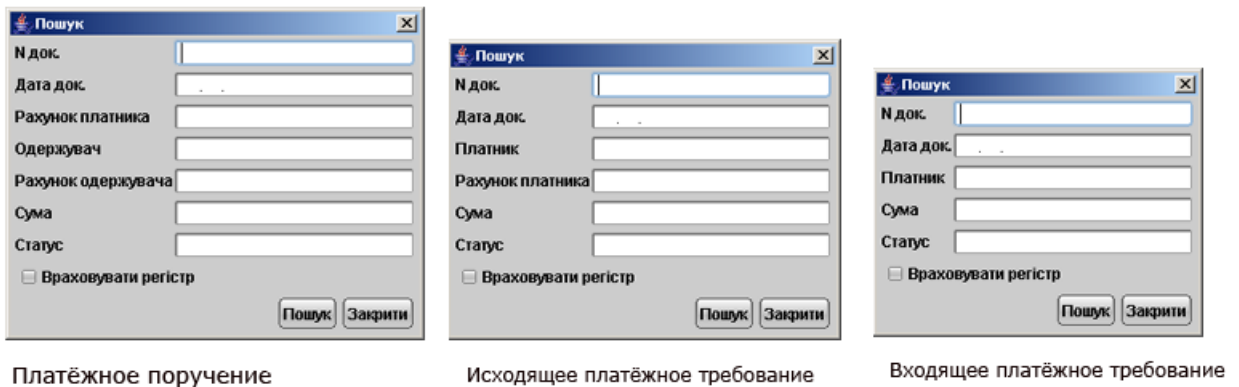 Пошук
N док.
Дата док.
Рахунок платника
Одержувач
Рахунок одержувача
Сума
Статус
Враховувати регістр
Пошук Закрити
Платёжное поручение
Пошук
N док.
Дата док.
Платник
Рахунок платника
Сума
Статус
Враховувати регістр
Пошук Закрити
Исходящее платёжное требование
Пошук
N док.
Дата док.
Платник
Сума
Статус
Враховувати регістр
Пошук Закрити
Входящее платёжное требование